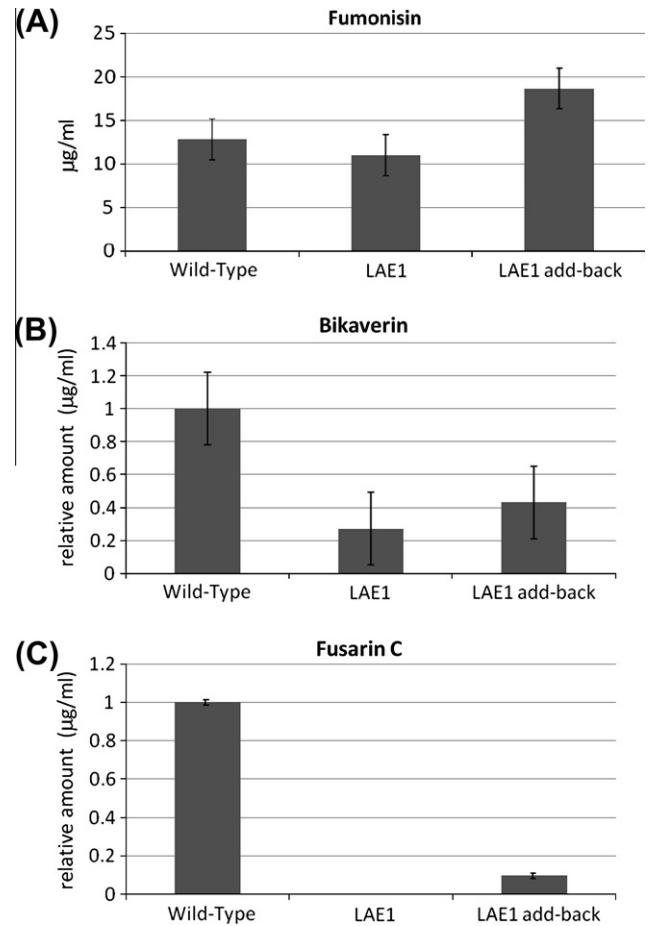 (A)
Fumonisin
25
20
15
10
5
0
µg/ml
Wild-Type LAE1 LAE1 add-back
(B)
Bikaverin
1.4
1.2
1
0.8
0.6
0.4
0.2
0
relative amount (µg/ml)
Wild-Type LAE1 LAE1 add-back
(C)
Fusarin C
1.2
1
0.8
0.6
0.4
0.2
0
relative amount (µg/ml)
Wild-Type LAE1 LAE1 add-back